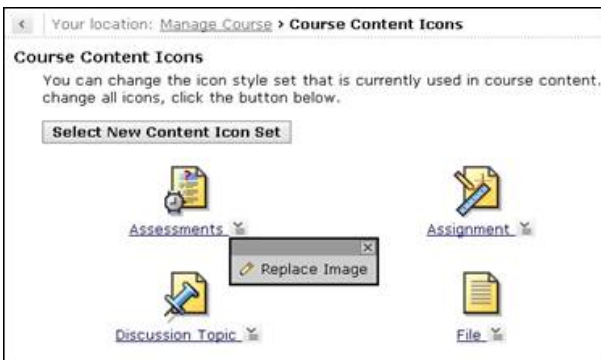 Your location: Manage Course › Course Content Icons
Course Content Icons
You can change the icon style set that is currently used in course content.
change all icons, click the button below.
Select New Content Icon Set
Assessments
Assignment
Replace Image
Discussion Topic
File